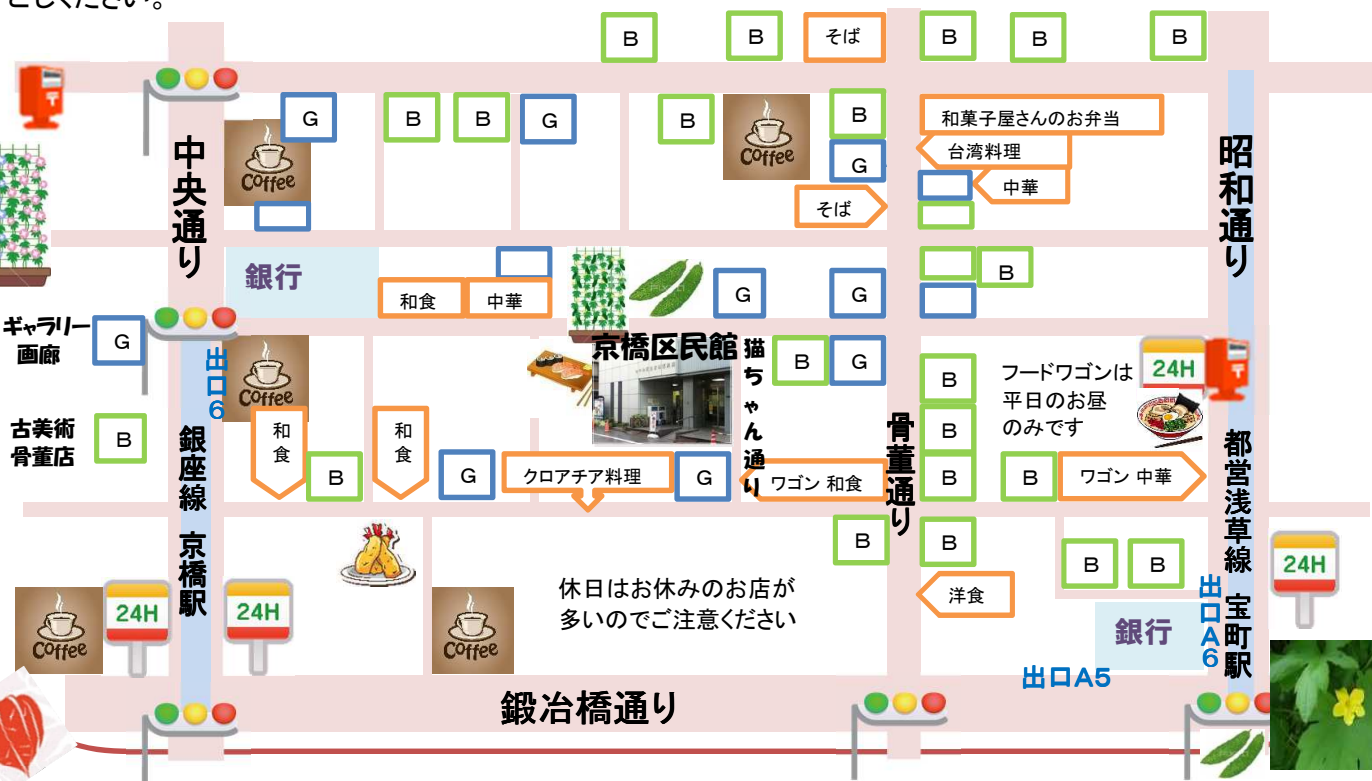 としください。
B
B
そば
B
B
B
中央通り
Coffee
G
B
B
G
B
Coffee
B
G
そば
和菓子屋さんのお弁当
台湾料理
中華
昭和通り
銀行
和食
中華
G
G
B
ギャラリー
画廊
G
出口6
Coffee
京橋区民館
猫ちゃん通り
B
G
B
フードワゴンは
平日のお昼
のみです
24H
古美術
骨董店
B
銀座線 京橋駅
和食
B
和食
G
クロアチア料理
G
ワゴン 和食
骨董通り
B
B
B
ワゴン 中華
都営浅草線 宝町駅
B
B
B
B
24H
Coffee
24H
24H
休日はお休みのお店が
多いのでご注意ください
Coffee
洋食
銀行
出口A6
出口A5
鍛冶橋通り